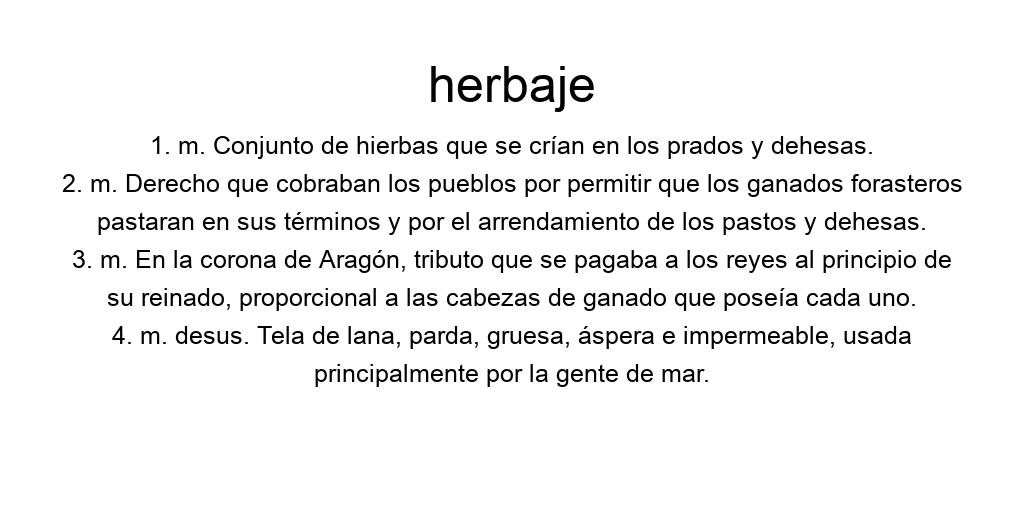 herbaje
1. m. Conjunto de hierbas que se crían en los prados y dehesas.
2. m. Derecho que cobraban los pueblos por permitir que los ganados forasteros
pastaran en sus términos y por el arrendamiento de los pastos y dehesas.
3. m. En la corona de Aragón, tributo que se pagaba a los reyes al principio de
su reinado, proporcional a las cabezas de ganado que poseía cada uno.
4. m. desus. Tela de lana, parda, gruesa, áspera e impermeable, usada
principalmente por la gente de mar.